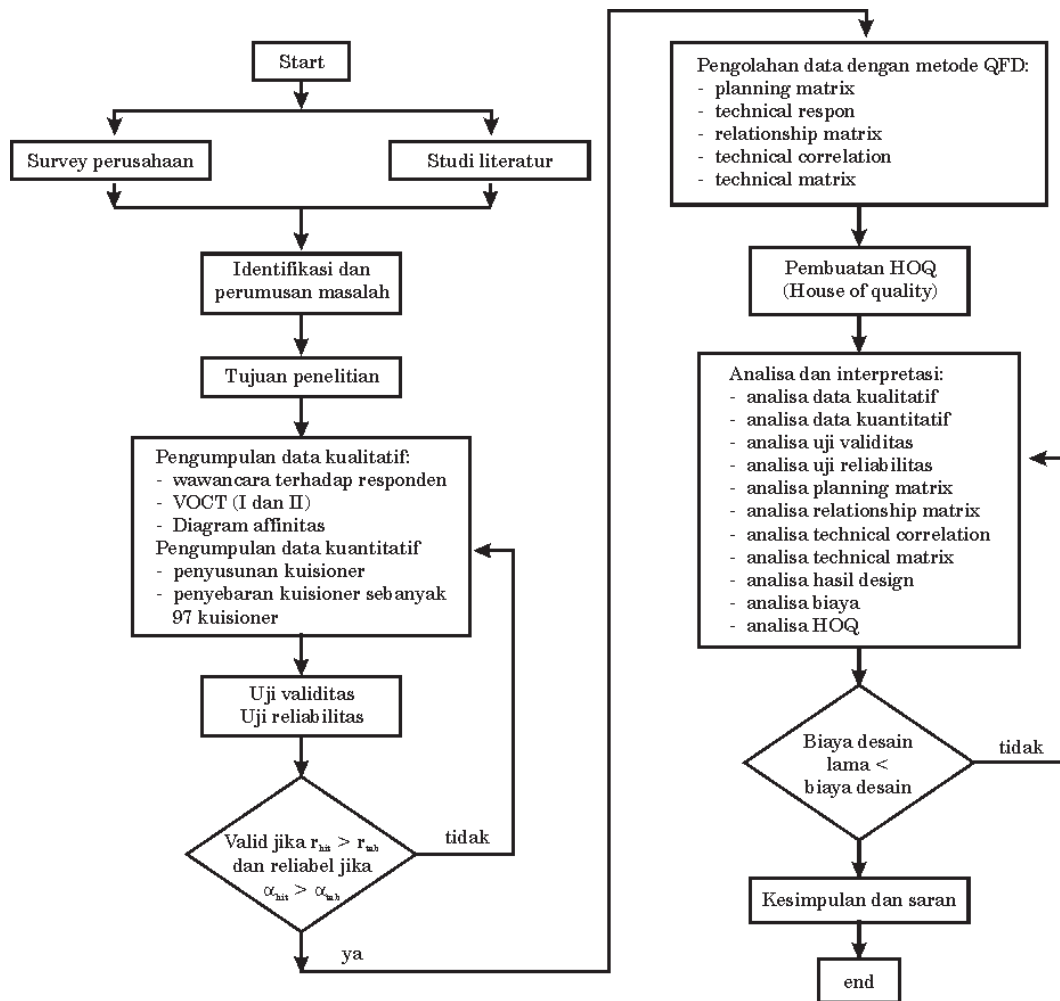 Start
Survey perusahaan
Studi literatur
Identifikasi dan
perumusan masalah
Tujuan penelitian
Pengumpulan data kualitatif:
- wawancara terhadap responden
- VOCT (I dan II)
- Diagram affinitas
Pengumpulan data kuantitatif
- penyusunan kuisioner
- penyebaran kuisioner sebanyak
97 kuisioner
Uji validitas
Uji reliabilitas
Valid jika r hit > r tab
dan reliabel jika
α hit > α tab
tidak
ya
Pengolahan data dengan metode QFD:
- planning matrix
- technical respon
- relationship matrix
- technical correlation
- technical matrix
Pembuatan HOQ
(House of quality)
Analisa dan interpretasi:
- analisa data kualitatif
- analisa data kuantitatif
- analisa uji validitas
- analisa uji reliabilitas
- analisa planning matrix
- analisa relationship matrix
- analisa technical correlation
- analisa technical matrix
- analisa hasil design
- analisa biaya
- analisa HOQ
Biaya desain
lama <
biaya desain
tidak
Kesimpulan dan saran
end